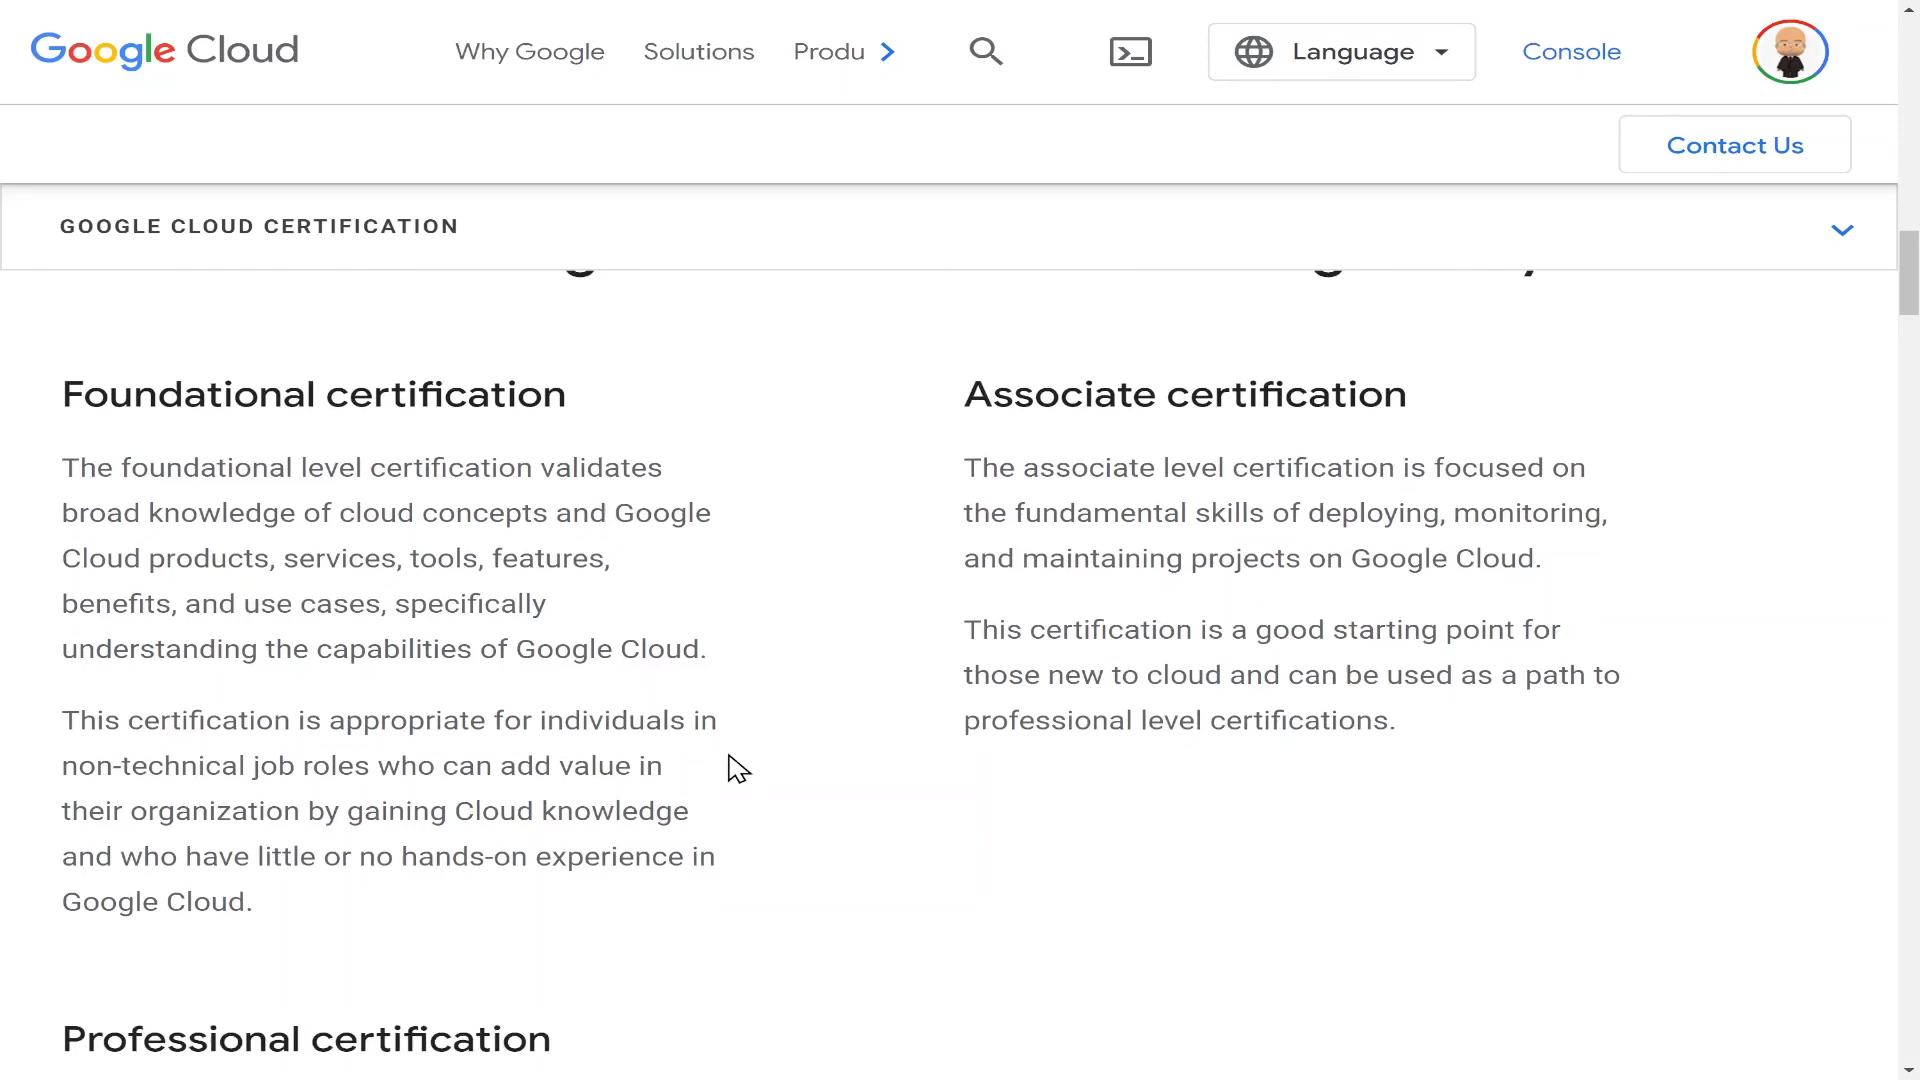 Google Cloud
Why Google
Solutions
Produ
Language
Console
Contact Us
GOOGLE CLOUD CERTIFICATION
Foundational certification
The foundational level certification validates
broad knowledge of cloud concepts and Google
Cloud products, services, tools, features,
benefits, and use cases, specifically
understanding the capabilities of Google Cloud.
This certification is appropriate for individuals in
non-technical job roles who can add value in
their organization by gaining Cloud knowledge
and who have little or no hands-on experience in
Google Cloud.
Associate certification
The associate level certification is focused on
the fundamental skills of deploying, monitoring,
and maintaining projects on Google Cloud.
This certification is a good starting point for
those new to cloud and can be used as a path to
professional level certifications.
Professional certification